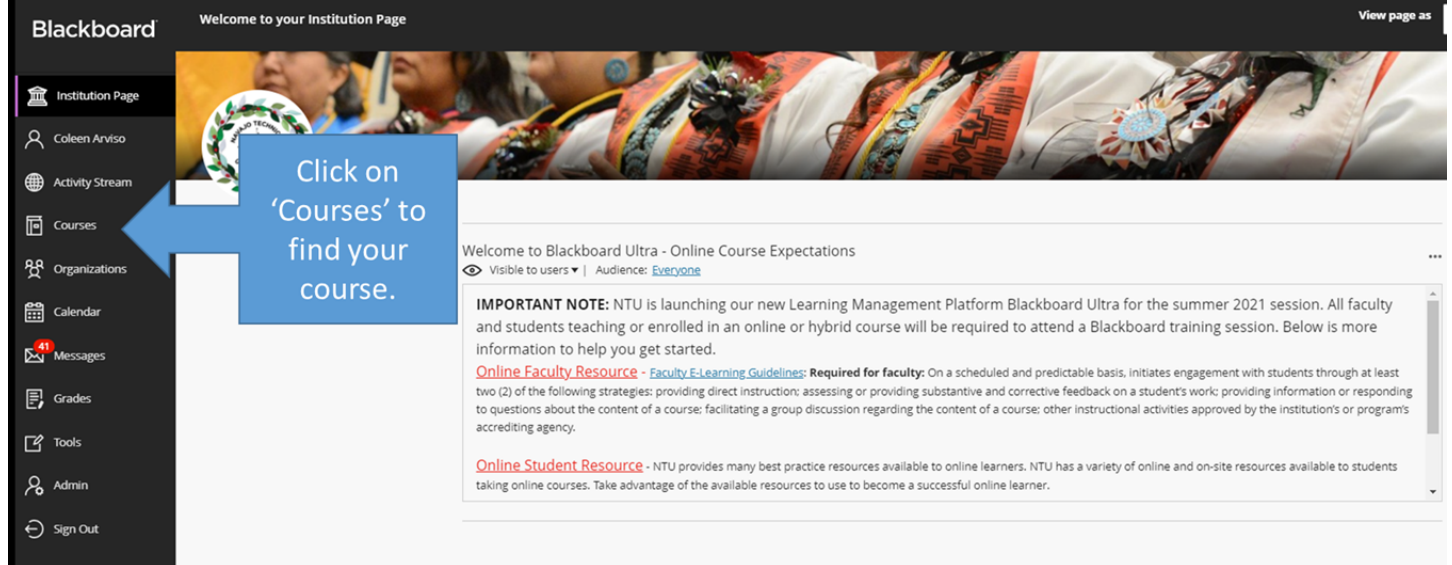 Blackboard
Welcome to your Institution Page
View page as
Institution Page
Coleen Arviso
Activity Stream
Courses
Organizations
Calendar
41
Messages
Grades
Tools
Admin
Sign Out
NAVAJO TECHN
Click on
‘Courses’ to
find your
course.
Welcome to Blackboard Ultra - Online Course Expectations
Visible to users | Audience: Everyone
IMPORTANT NOTE: NTU is launching our new Learning Management Platform Blackboard Ultra for the summer 2021 session. All faculty
and students teaching or enrolled in an online or hybrid course will be required to attend a Blackboard training session. Below is more
information to help you get started.
Online Faculty Resource - Faculty E-Learning Guidelines: Required for faculty: On a scheduled and predictable basis, initiates engagement with students through at least
two (2) of the following strategies: providing direct instruction; assessing or providing substantive and corrective feedback on a student's work; providing information or responding
to questions about the content of a course; facilitating a group discussion regarding the content of a course; other instructional activities approved by the institution's or program's
accrediting agency.
Online Student Resource - NTU provides many best practice resources available to online learners. NTU has a variety of online and on-site resources available to students
taking online courses. Take advantage of the available resources to use to become a successful online learner.